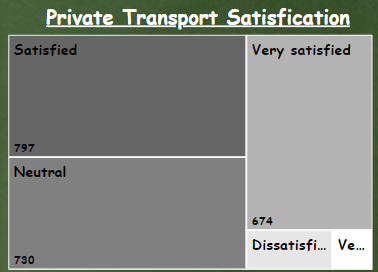 Private Transport Satisfication
Satisfied
797
Neutral
730
Very satisfied
674
Dissatisfi...
Ve...